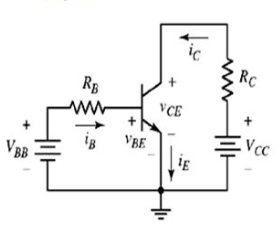 i_C
R_B
R_C
+
v_CE
+
i_B
+
v_BE
−
−
i_E
+
V_BB
−
+
V_CC
−